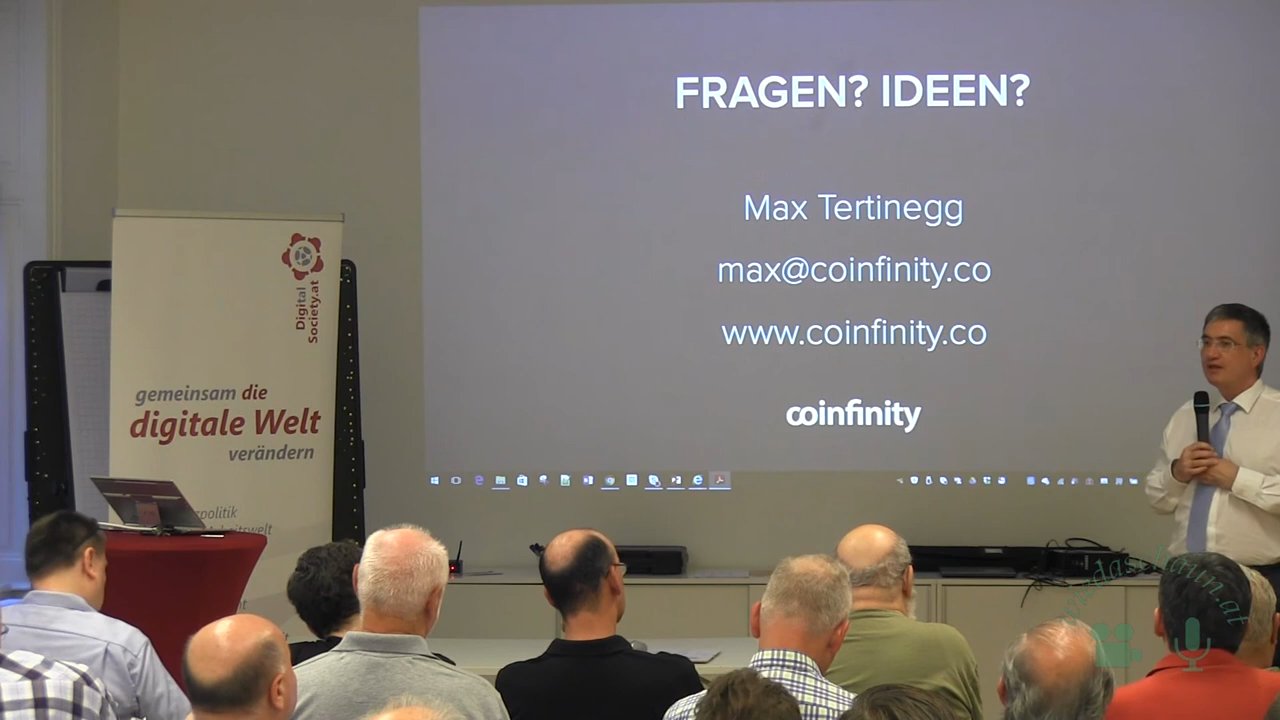 FRAGEN? IDEEN?
Max Tertinegg
max@coinfinity.co
www.coinfinity.co
coinfinity
Digital
Society.at
gemeinsam die
digitale Welt
verändern